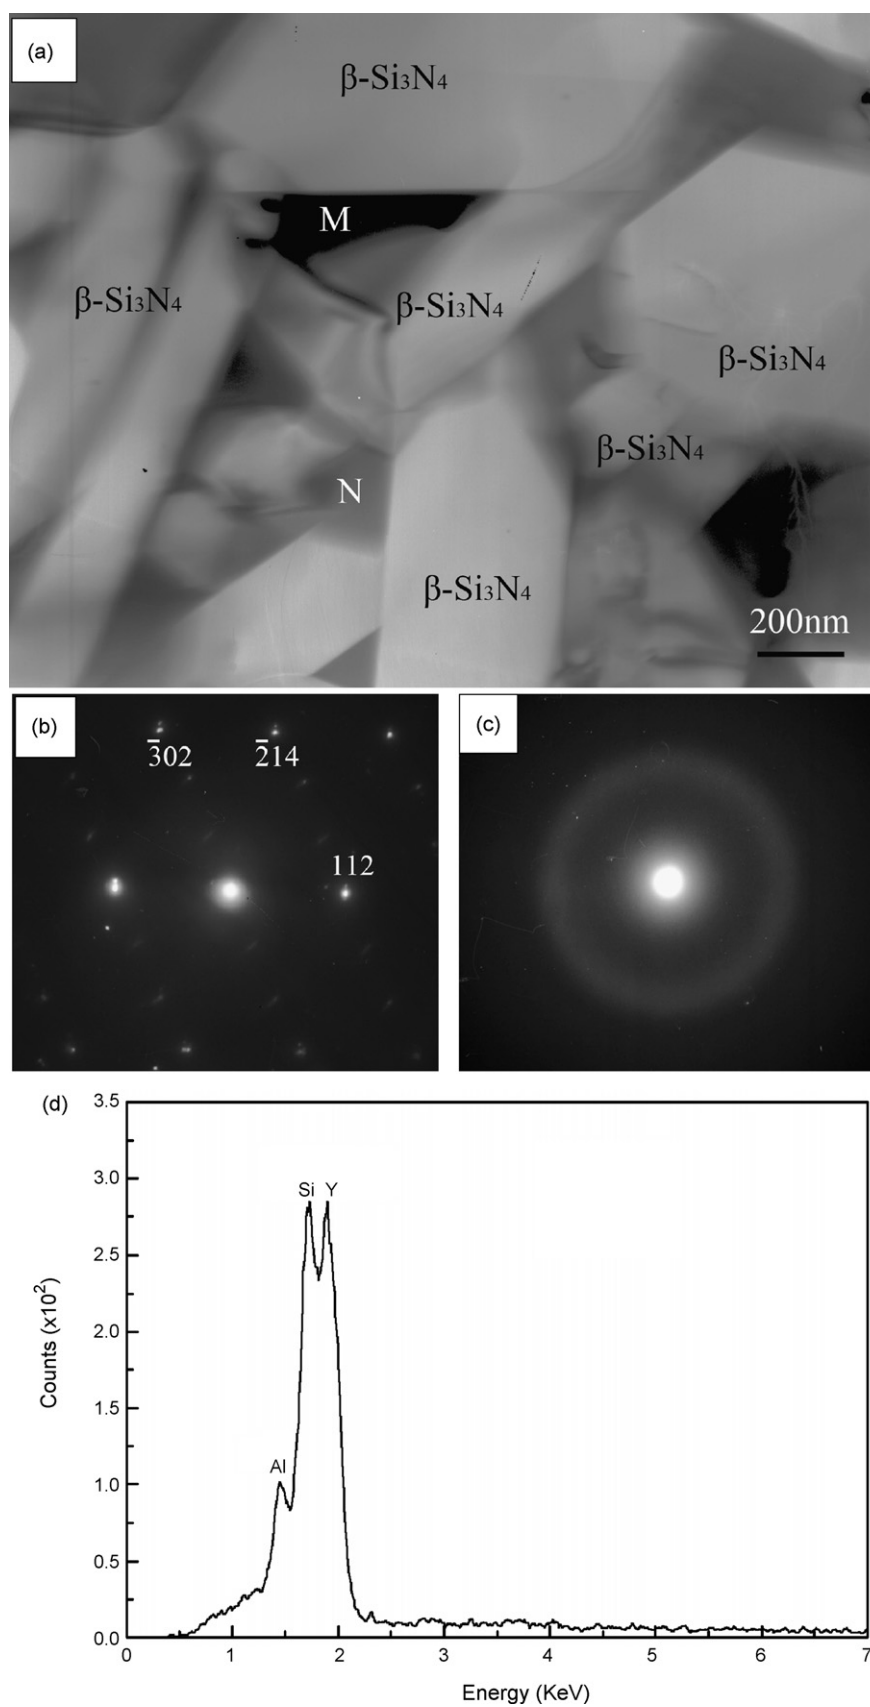 (a)
β-Si₃N₄
M
β-Si₃N₄
β-Si₃N₄
β-Si₃N₄
β-Si₃N₄
N
β-Si₃N₄
200nm
(b)
3̅02
2̅14
112
(c)
(d)
3.5
3.0
2.5
2.0
1.5
1.0
0.5
0.0
Counts (x10²)
Si Y
Al
0 1 2 3 4 5 6 7
Energy (KeV)